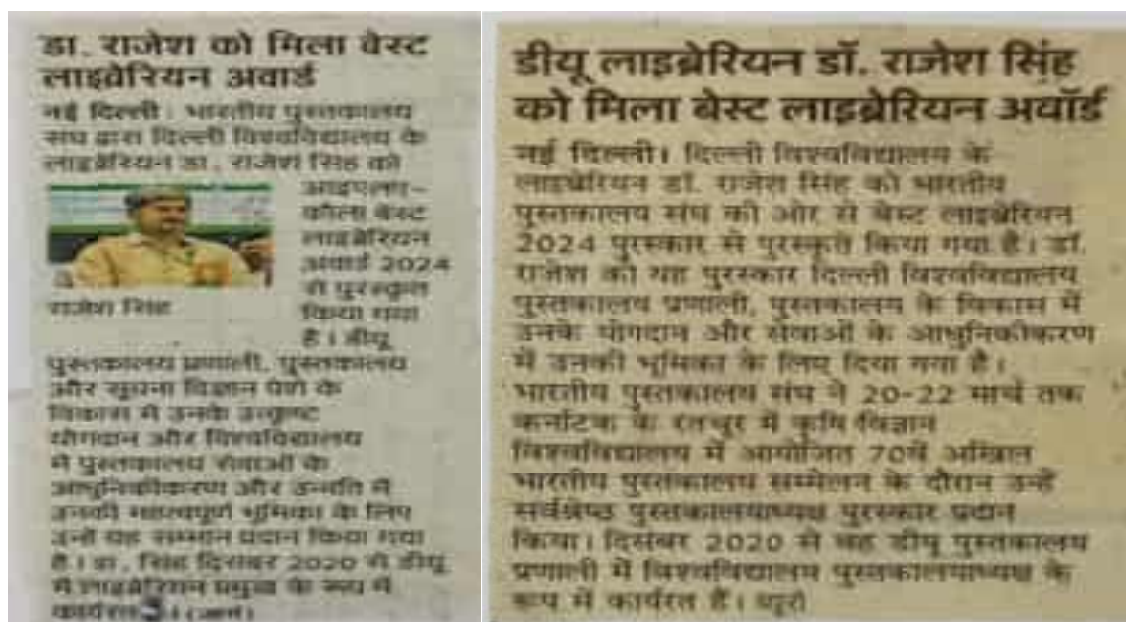 डा. राजेश को मिला बेस्ट
लाइब्रेरियन अवार्ड
नई दिल्ली : भारतीय पुस्तकालय
संघ द्वारा दिल्ली विश्वविद्यालय के
लाइब्रेरियन डा. राजेश सिंह को
आइएलए-
कौला बेस्ट
लाइब्रेरियन
अवार्ड 2024
से पुरस्कृत
किया गया
है। डीयू
राजेश सिंह
पुस्तकालय प्रणाली, पुस्तकालय
और सूचना विज्ञान पेशे के
विकास में उनके उत्कृष्ट
योगदान और विश्वविद्यालय
में पुस्तकालय सेवाओं के
आधुनिकीकरण और उन्नति में
उनकी महत्वपूर्ण भूमिका के लिए
उन्हें यह सम्मान प्रदान किया गया
है। डा. सिंह दिसंबर 2020 से डीयू
में लाइब्रेरियन प्रमुख के रूप में
कार्यरत
डीयू लाइब्रेरियन डॉ. राजेश सिंह
को मिला बेस्ट लाइब्रेरियन अवॉर्ड
नई दिल्ली। दिल्ली विश्वविद्यालय के
लाइब्रेरियन डॉ. राजेश सिंह को भारतीय
पुस्तकालय संघ की ओर से बेस्ट लाइब्रेरियन
2024 पुरस्कार से पुरस्कृत किया गया है। डॉ.
राजेश को यह पुरस्कार दिल्ली विश्वविद्यालय
पुस्तकालय प्रणाली, पुस्तकालय के विकास में
उनके योगदान और सेवाओं के आधुनिकीकरण
में उनकी भूमिका के लिए दिया गया है।
भारतीय पुस्तकालय संघ ने 20-22 मार्च तक
कर्नाटक के रायचूर में कृषि विज्ञान
विश्वविद्यालय में आयोजित 70वें अखिल
भारतीय पुस्तकालय सम्मेलन के दौरान उन्हें
सर्वश्रेष्ठ पुस्तकालयाध्यक्ष पुरस्कार प्रदान
किया। दिसंबर 2020 से वह डीयू पुस्तकालय
प्रणाली में विश्वविद्यालय पुस्तकालयाध्यक्ष के
रूप में कार्यरत हैं। ब्यूरो